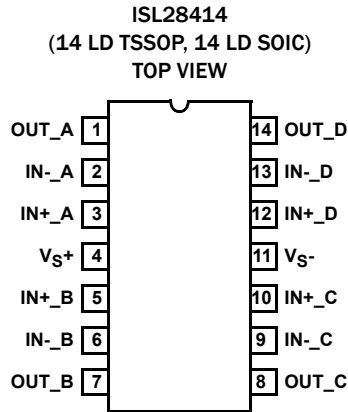 ISL28414
(14 LD TSSOP, 14 LD SOIC)
TOP VIEW
OUT_A 1 14 OUT_D
IN-_A 2 13 IN-_D
IN+_A 3 12 IN+_D
VS+ 4 11 VS-
IN+_B 5 10 IN+_C
IN-_B 6 9 IN-_C
OUT_B 7 8 OUT_C